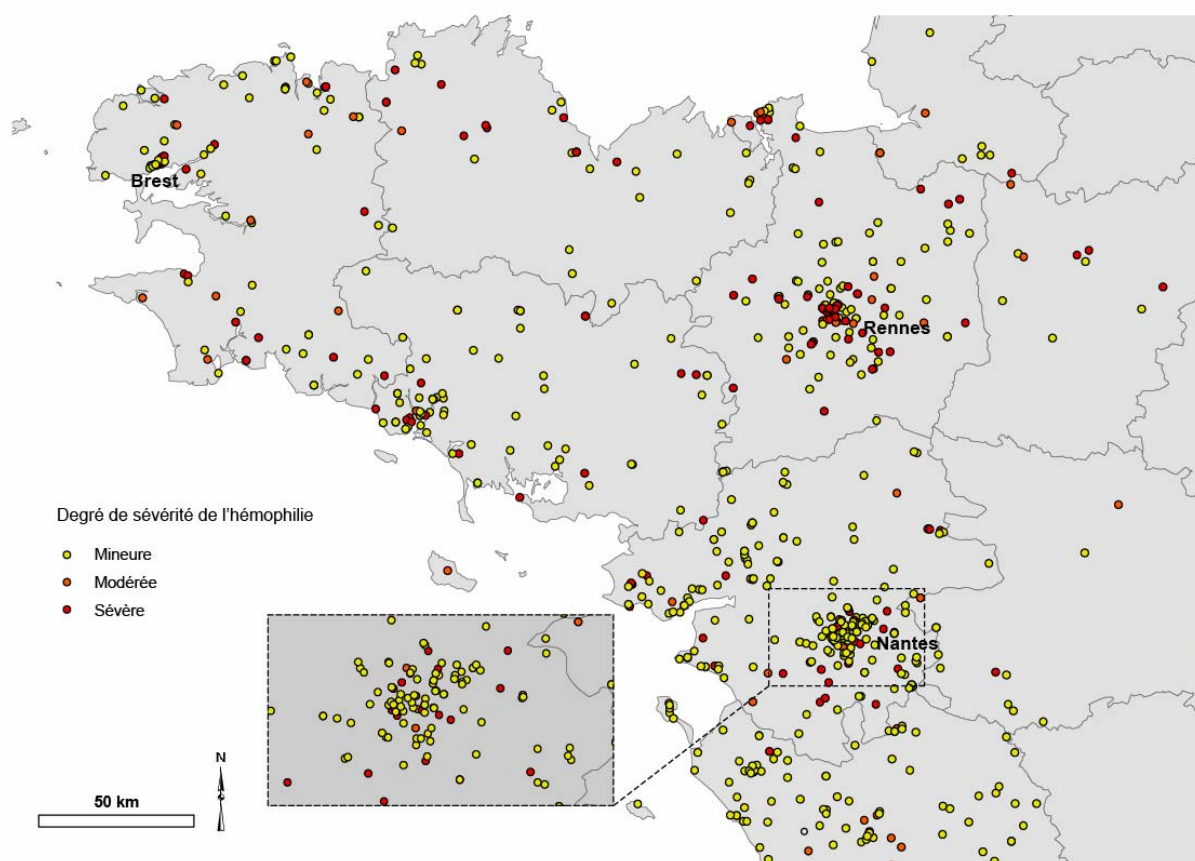 Brest
Rennes
Degré de sévérité de l'hémophilie
Mineure
Modérée
Sévère
Nantes
N
50 km